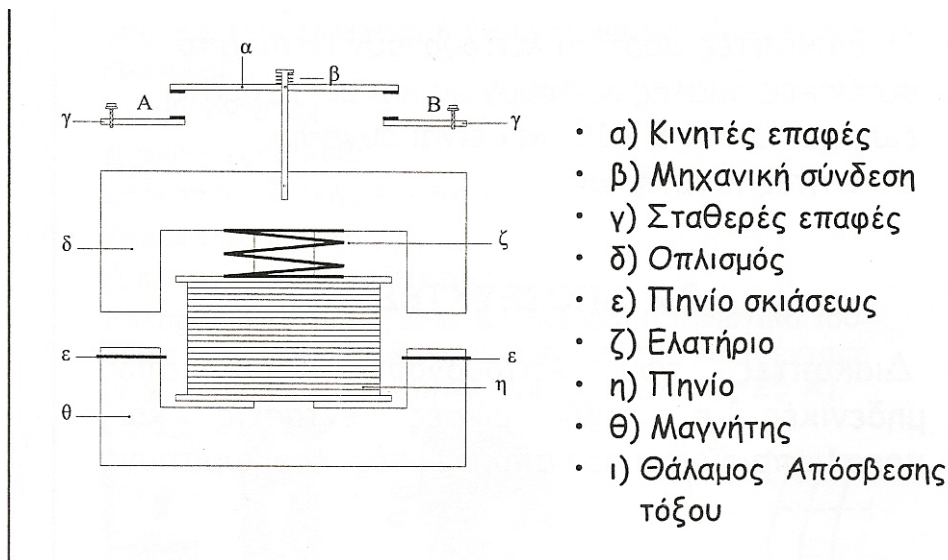 α
β
A
B
γ
γ
δ
ζ
ε
ε
η
θ
• α) Κινητές επαφές
• β) Μηχανική σύνδεση
• γ) Σταθερές επαφές
• δ) Οπλισμός
• ε) Πηνίο σκιάσεως
• ζ) Ελατήριο
• η) Πηνίο
• θ) Μαγνήτης
• ι) Θάλαμος Απόσβεσης
τόξου